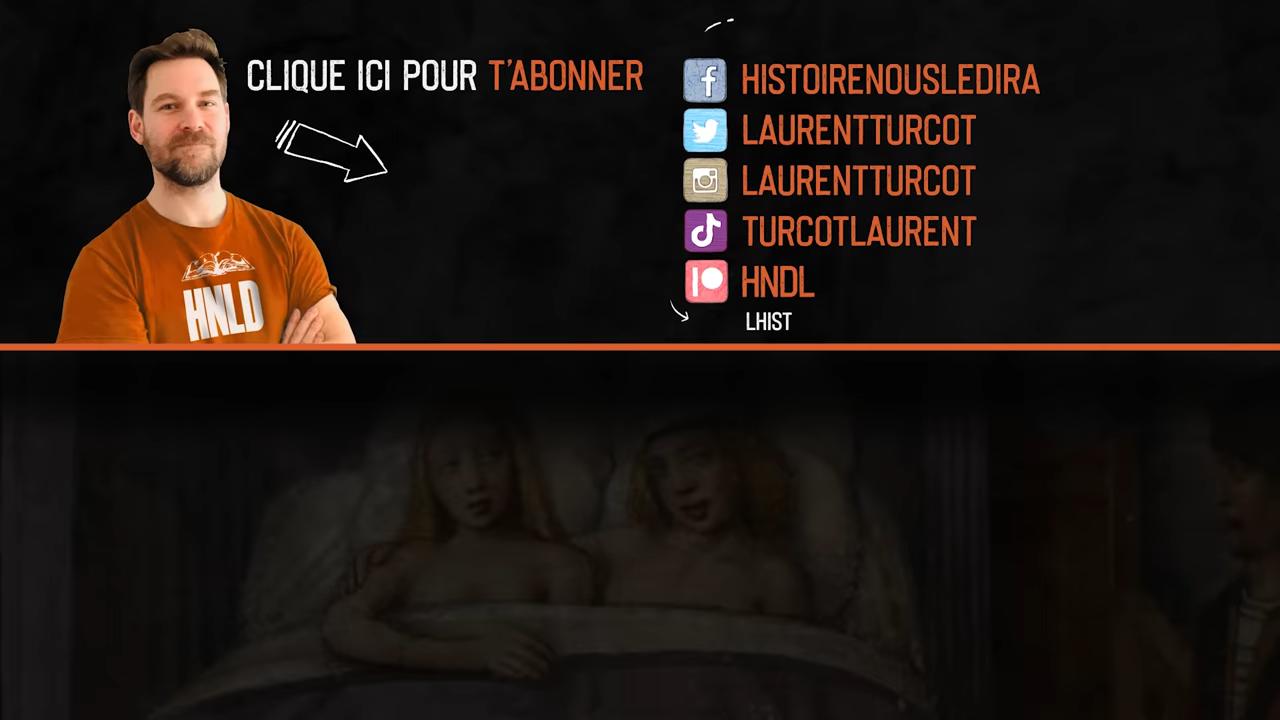 CLIQUE ICI POUR T'ABONNER
HNLD
HISTOIRENOUSLEDIRA
LAURENTTURCOT
LAURENTTURCOT
TURCOTLAURENT
HNDL
LHIST